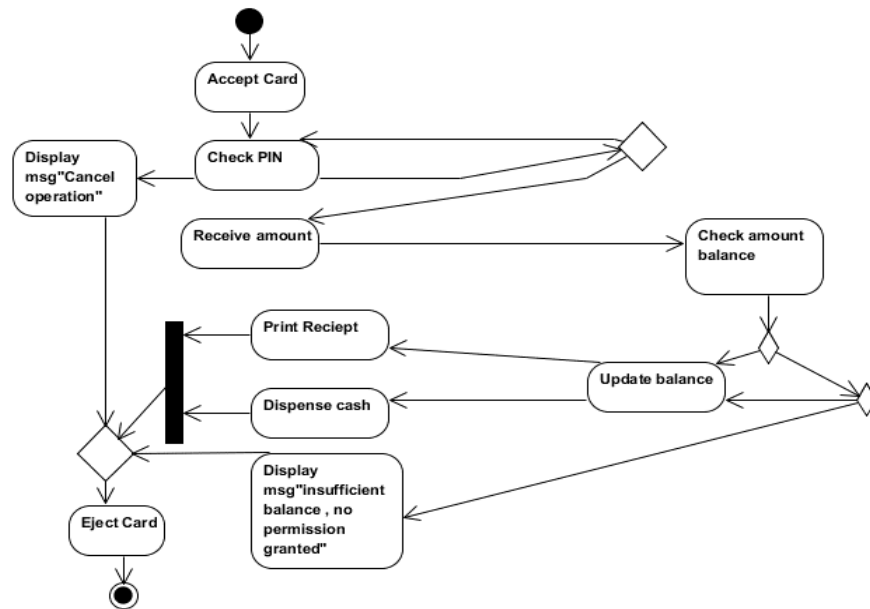 Accept Card
Check PIN
Display
msg"Cancel
operation"
Receive amount
Check amount
balance
Print Reciept
Update balance
Dispense cash
Display
msg"insufficient
balance , no
permission
granted"
Eject Card